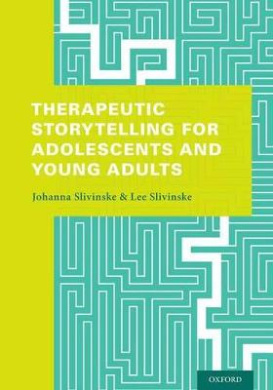 THERAPEUTIC
STORYTELLING FOR
ADOLESCENTS AND
YOUNG ADULTS
Johanna Slivinske & Lee Slivinske
OXFORD